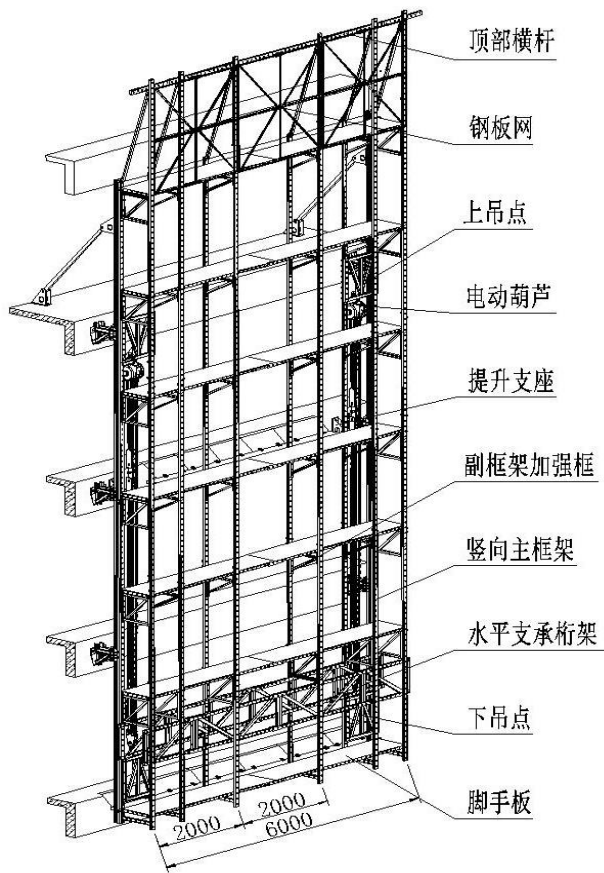 顶部横杆
钢板网
上吊点
电动葫芦
提升支座
副框架加强框
竖向主框架
水平支承桁架
下吊点
脚手板
2000
2000
6000